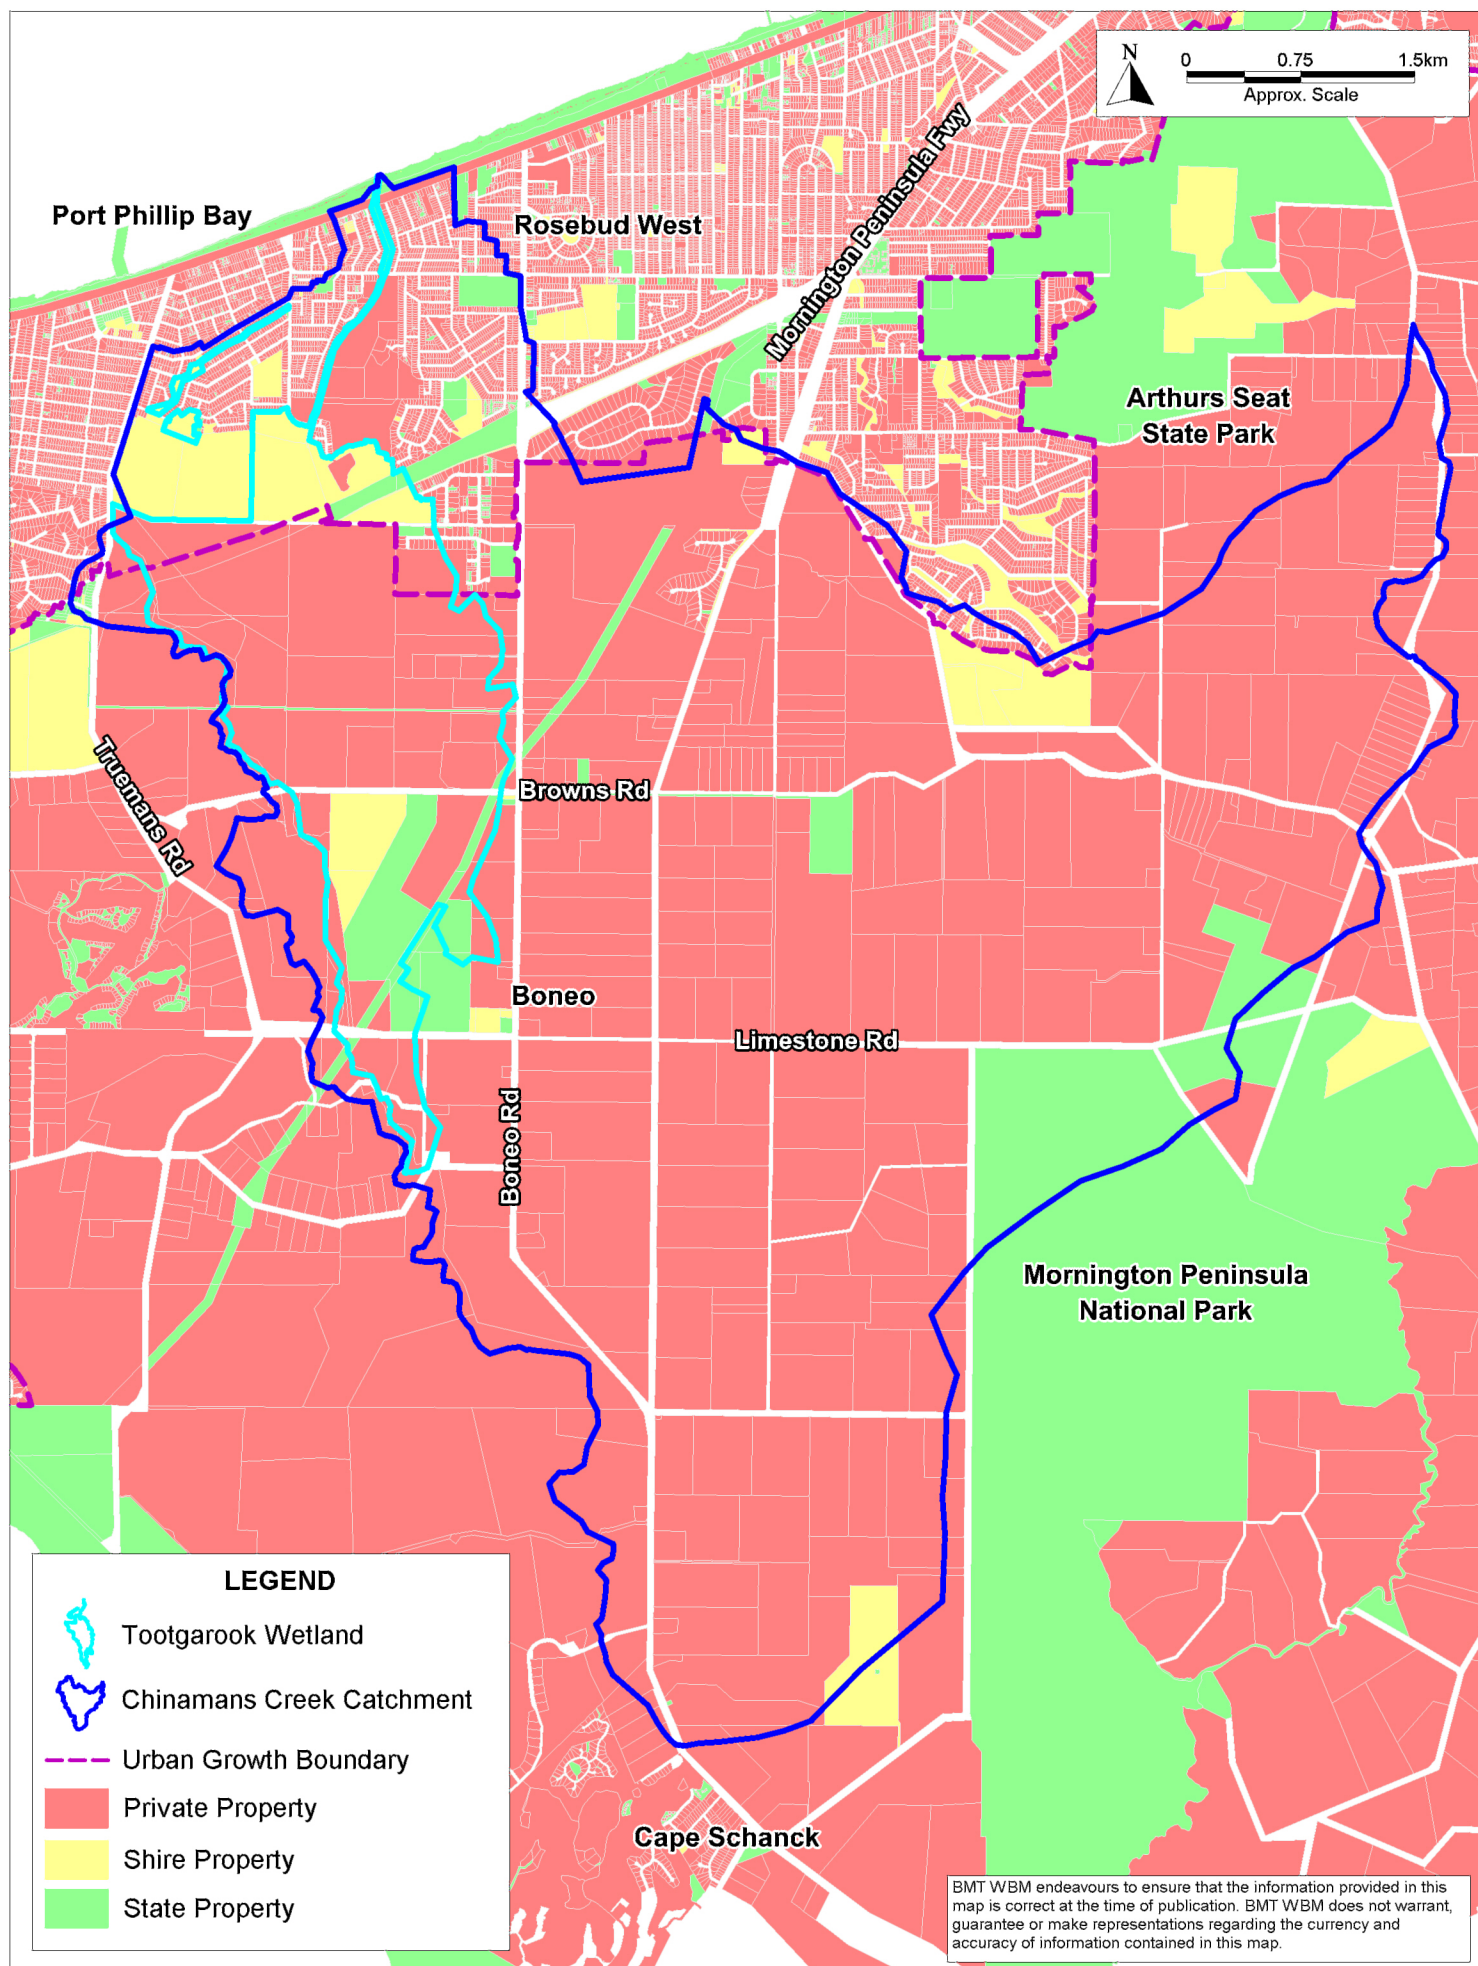 N
0 0.75 1.5km
Approx. Scale
Mornington Peninsula Fwy
Port Phillip Bay
Rosebud West
Arthurs Seat
State Park
Truemans Rd
Browns Rd
Boneo
Limestone Rd
Boneo Rd
Mornington Peninsula
National Park
LEGEND
Tootgarook Wetland
Chinamans Creek Catchment
Urban Growth Boundary
Private Property
Shire Property
State Property
Cape Schanck
BMT WBM endeavours to ensure that the information provided in this
map is correct at the time of publication. BMT WBM does not warrant,
guarantee or make representations regarding the currency and
accuracy of information contained in this map.